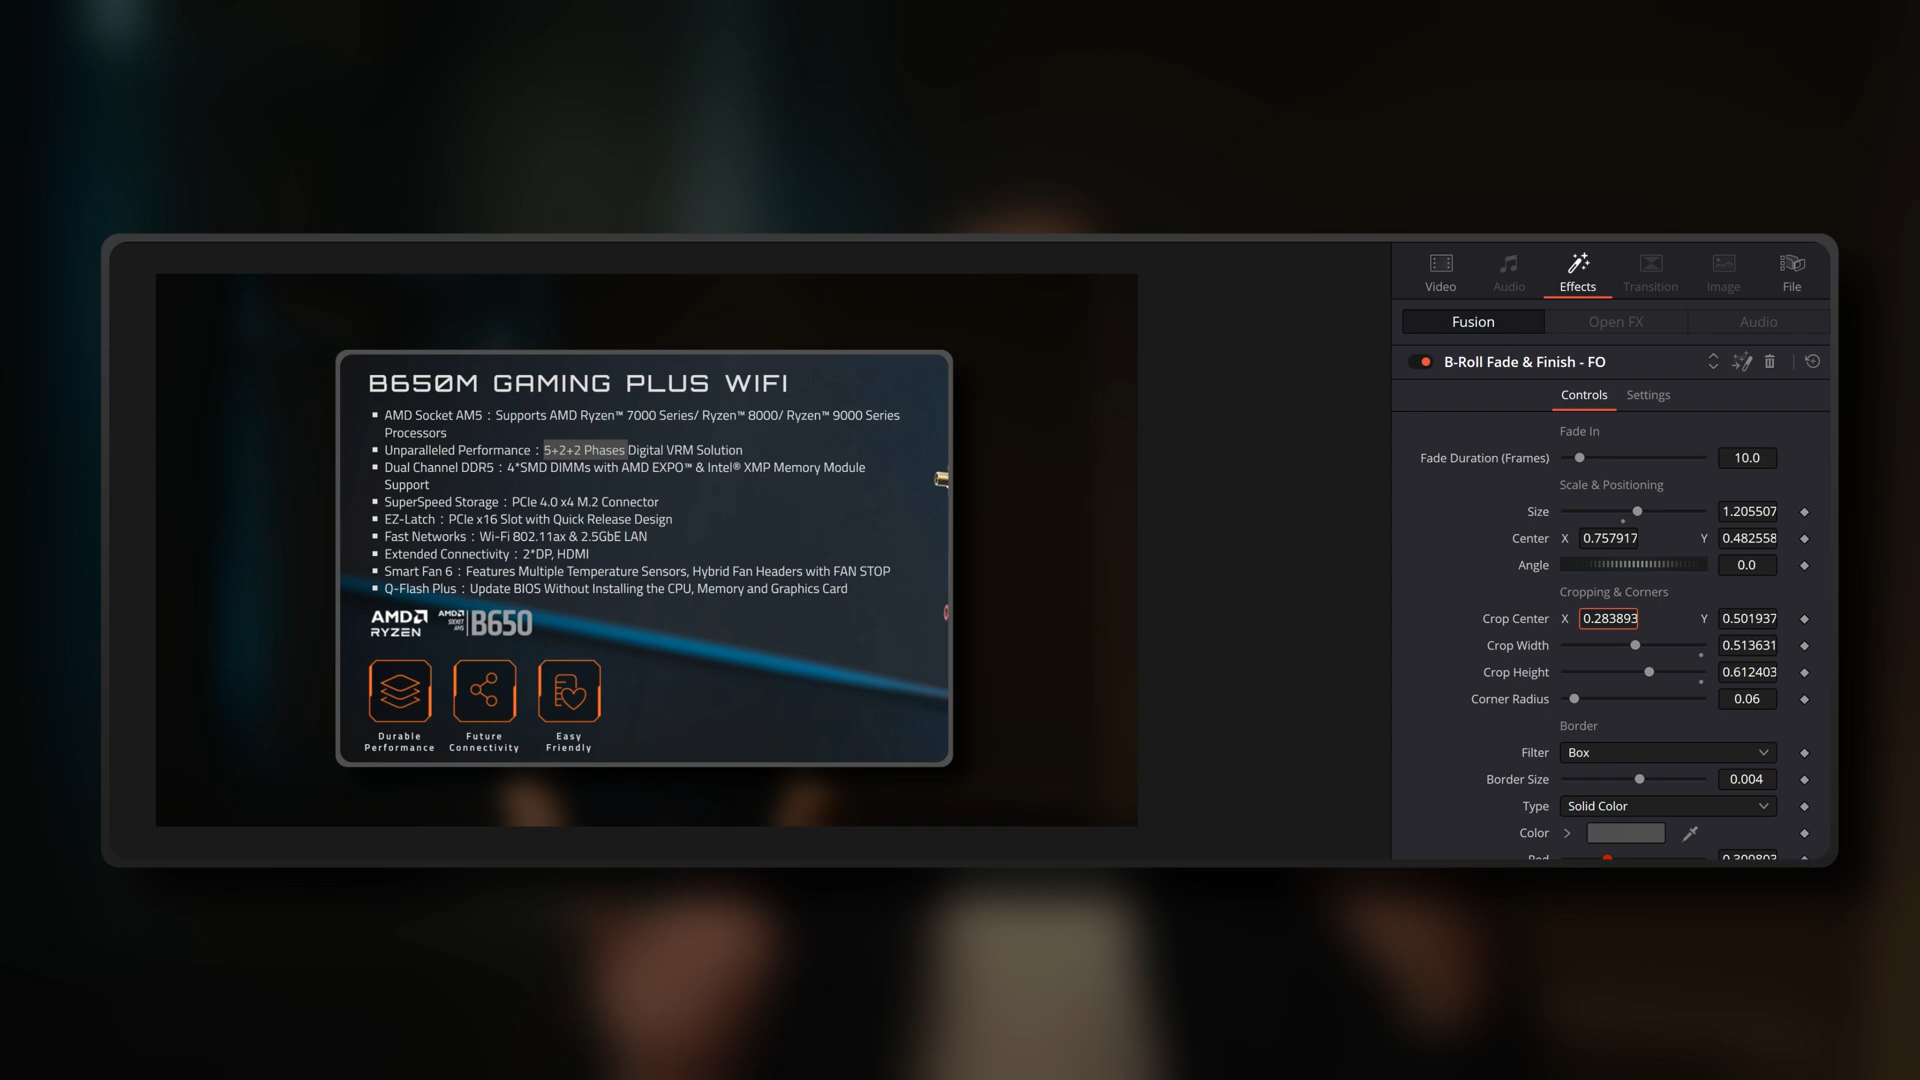 B650M GAMING PLUS WIFI
AMD Socket AM5 : Supports AMD Ryzen™ 7000 Series/ Ryzen™ 8000/ Ryzen™ 9000 Series
Processors
Unparalleled Performance : 5+2+2 Phases Digital VRM Solution
Dual Channel DDR5 : 4*SMD DIMMs with AMD EXPO™ & Intel® XMP Memory Module
Support
SuperSpeed Storage : PCIe 4.0 x4 M.2 Connector
EZ-Latch : PCIe x16 Slot with Quick Release Design
Fast Networks : Wi-Fi 802.11ax & 2.5GbE LAN
Extended Connectivity : 2*DP, HDMI
Smart Fan 6 : Features Multiple Temperature Sensors, Hybrid Fan Headers with FAN STOP
Q-Flash Plus : Update BIOS Without Installing the CPU, Memory and Graphics Card
AMD
RYZEN
AMD
SOCKET
AM5
B650
Durable
Performance
Future
Connectivity
Easy
Friendly
Video Audio Effects Transition Image File
Fusion Open FX Audio
B-Roll Fade & Finish - FO
Controls Settings
Fade In
Fade Duration (Frames) 10.0
Scale & Positioning
Size 1.205507
Center X 0.757917 Y 0.482558
Angle 0.0
Cropping & Corners
Crop Center X 0.283893 Y 0.501937
Crop Width 0.513631
Crop Height 0.612403
Corner Radius 0.06
Border
Filter Box
Border Size 0.004
Type Solid Color
Color
Red 0.309803